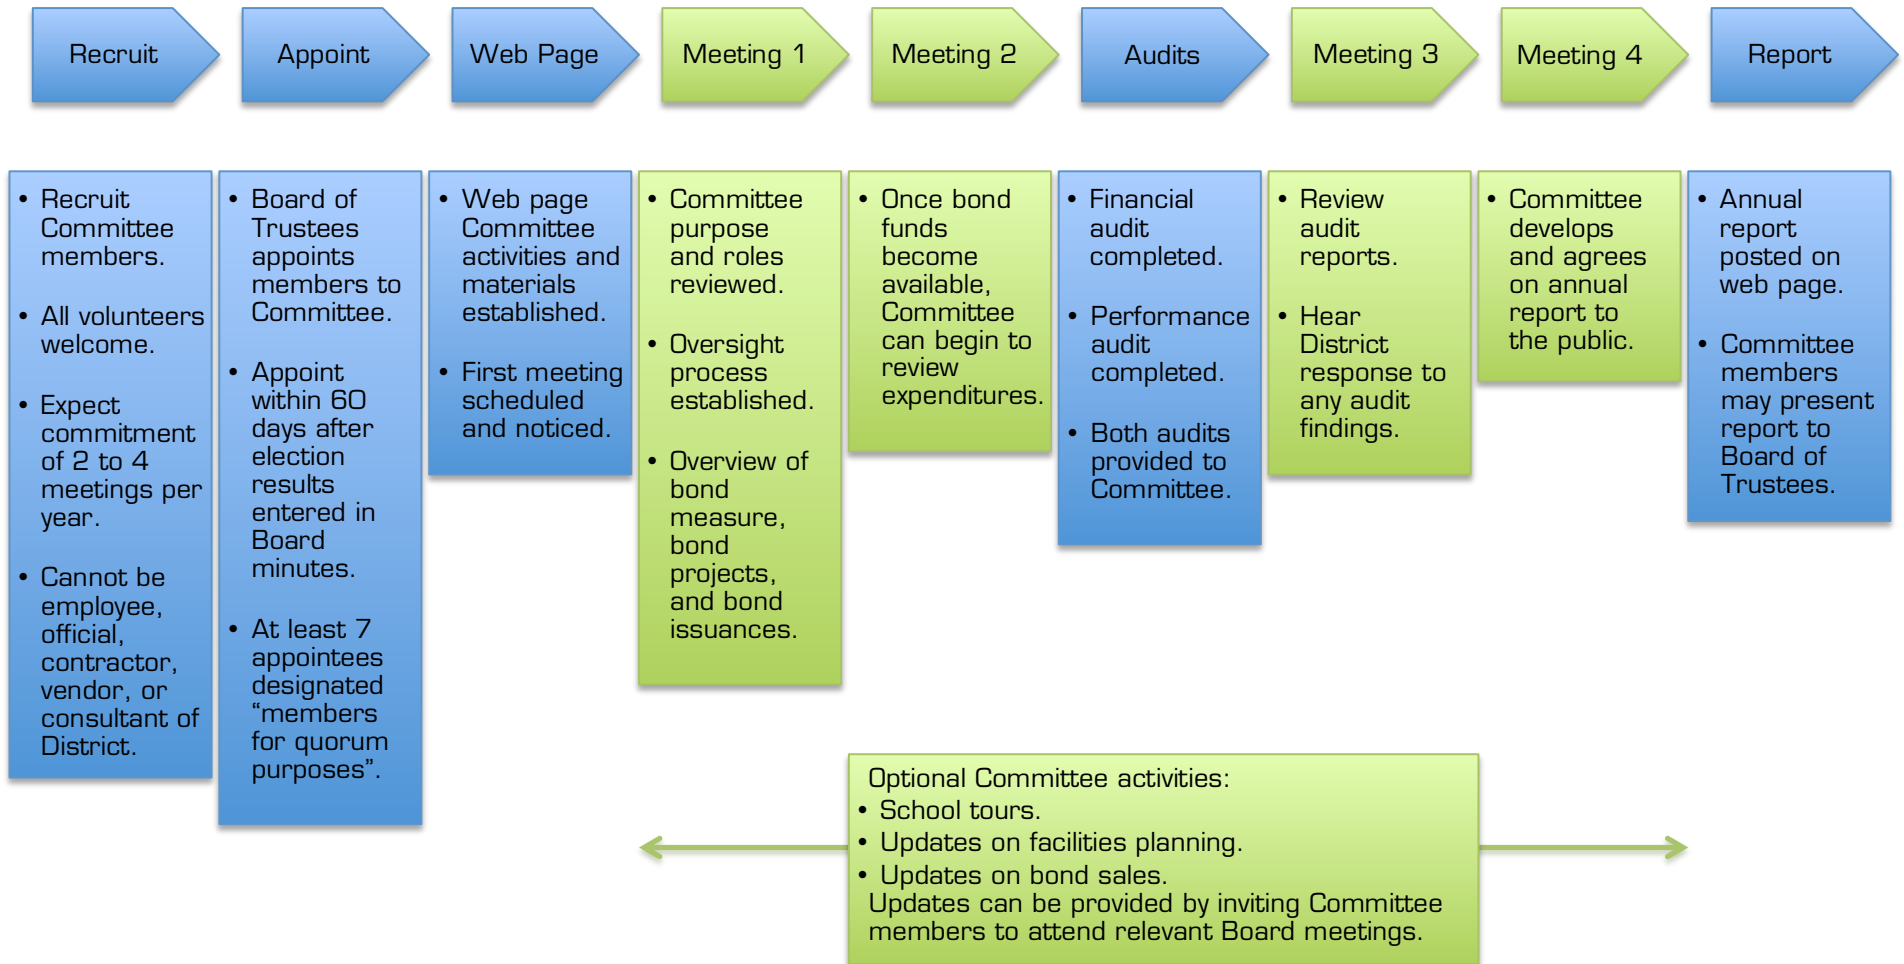 Recruit
Appoint
Web Page
Meeting 1
Meeting 2
Audits
Meeting 3
Meeting 4
Report
• Recruit
Committee
members.
• All volunteers
welcome.
• Expect
commitment
of 2 to 4
meetings per
year.
• Cannot be
employee,
official,
contractor,
vendor, or
consultant of
District.
• Board of
Trustees
appoints
members to
Committee.
• Appoint
within 60
days after
election
results
entered in
Board
minutes.
• At least 7
appointees
designated
“members
for quorum
purposes”.
• Web page
Committee
activities and
materials
established.
• First meeting
scheduled
and noticed.
• Committee
purpose
and roles
reviewed.
• Oversight
process
established.
• Overview of
bond
measure,
bond
projects,
and bond
issuances.
• Once bond
funds
become
available,
Committee
can begin to
review
expenditures.
• Financial
audit
completed.
• Performance
audit
completed.
• Both audits
provided to
Committee.
• Review
audit
reports.
• Hear
District
response to
any audit
findings.
• Committee
develops
and agrees
on annual
report to
the public.
• Annual
report
posted on
web page.
• Committee
members
may present
report to
Board of
Trustees.
Optional Committee activities:
• School tours.
• Updates on facilities planning.
• Updates on bond sales.
Updates can be provided by inviting Committee
members to attend relevant Board meetings.